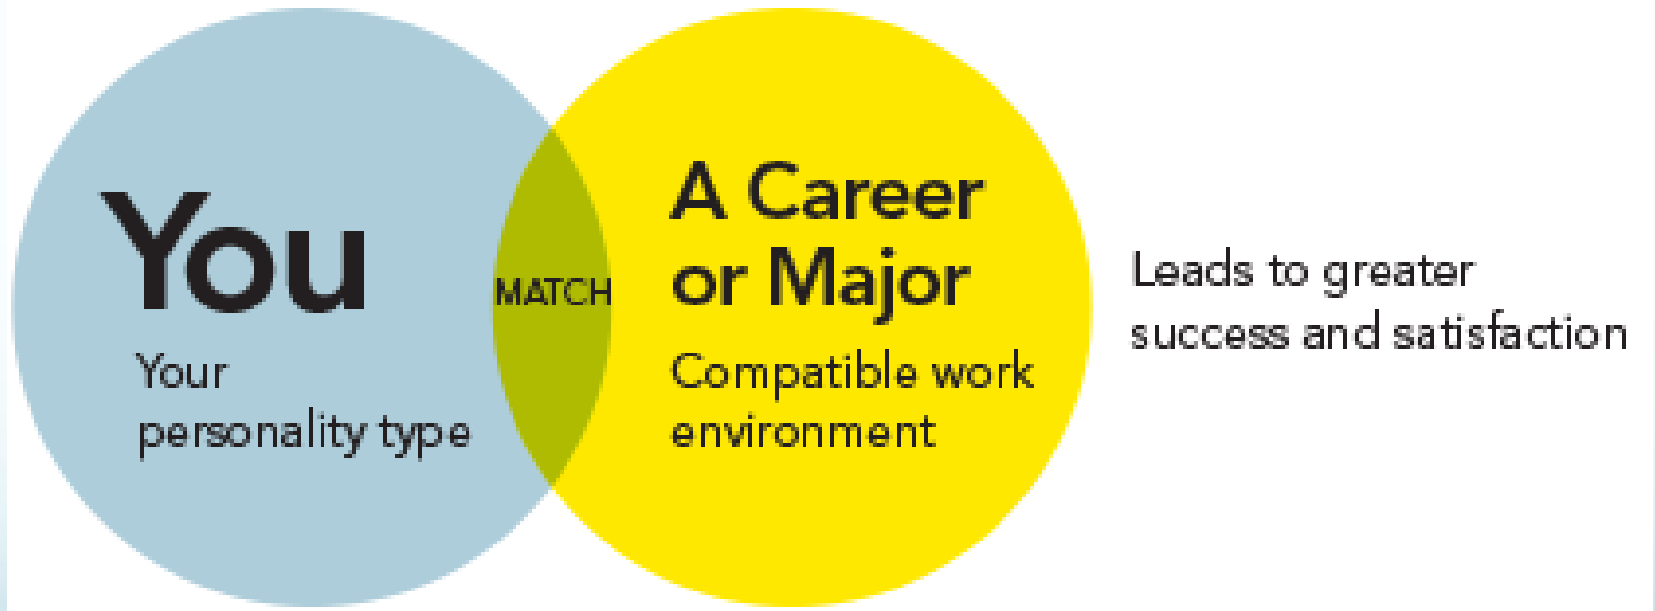 You
Your
personality type
MATCH
A Career
or Major
Compatible work
environment
Leads to greater
success and satisfaction